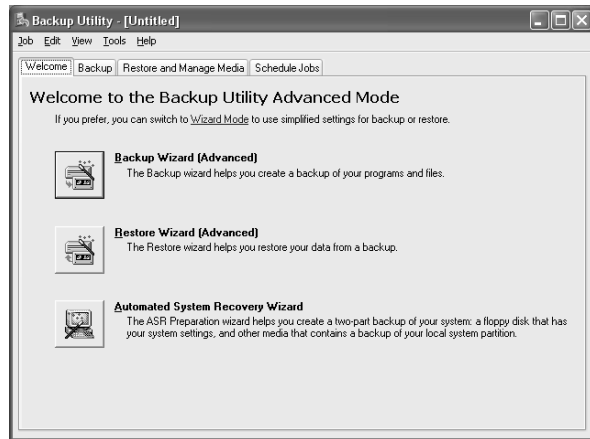 Backup Utility - [Untitled]
Job Edit View Tools Help
Welcome Backup Restore and Manage Media Schedule Jobs
Welcome to the Backup Utility Advanced Mode
If you prefer, you can switch to Wizard Mode to use simplified settings for backup or restore.
Backup Wizard (Advanced)
The Backup wizard helps you create a backup of your programs and files.
Restore Wizard (Advanced)
The Restore wizard helps you restore your data from a backup.
Automated System Recovery Wizard
The ASR Preparation wizard helps you create a two-part backup of your system: a floppy disk that has
your system settings, and other media that contains a backup of your local system partition.